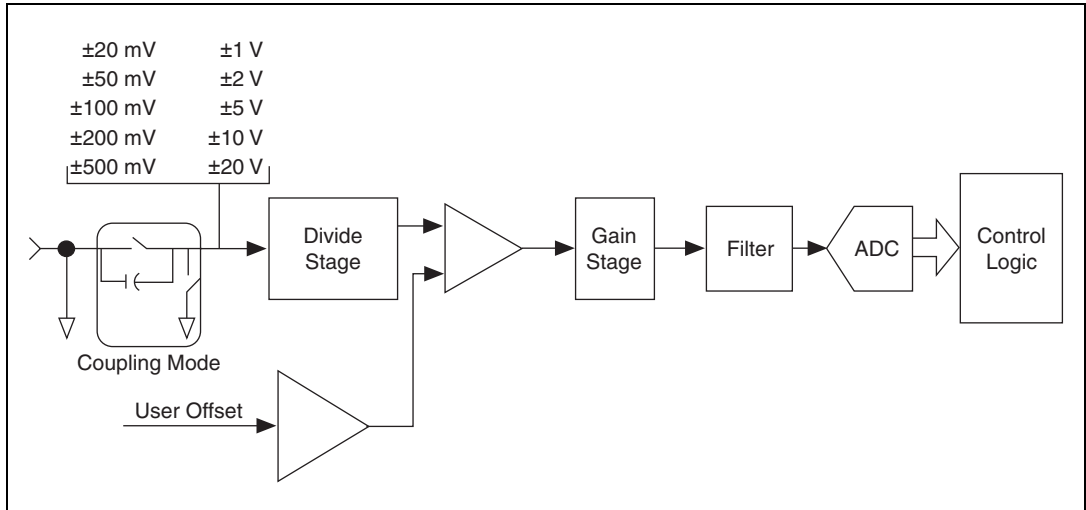 ±20 mV ±1 V
±50 mV ±2 V
±100 mV ±5 V
±200 mV ±10 V
±500 mV ±20 V
Divide
Stage
Gain
Stage
Filter
ADC
Control
Logic
Coupling Mode
User Offset